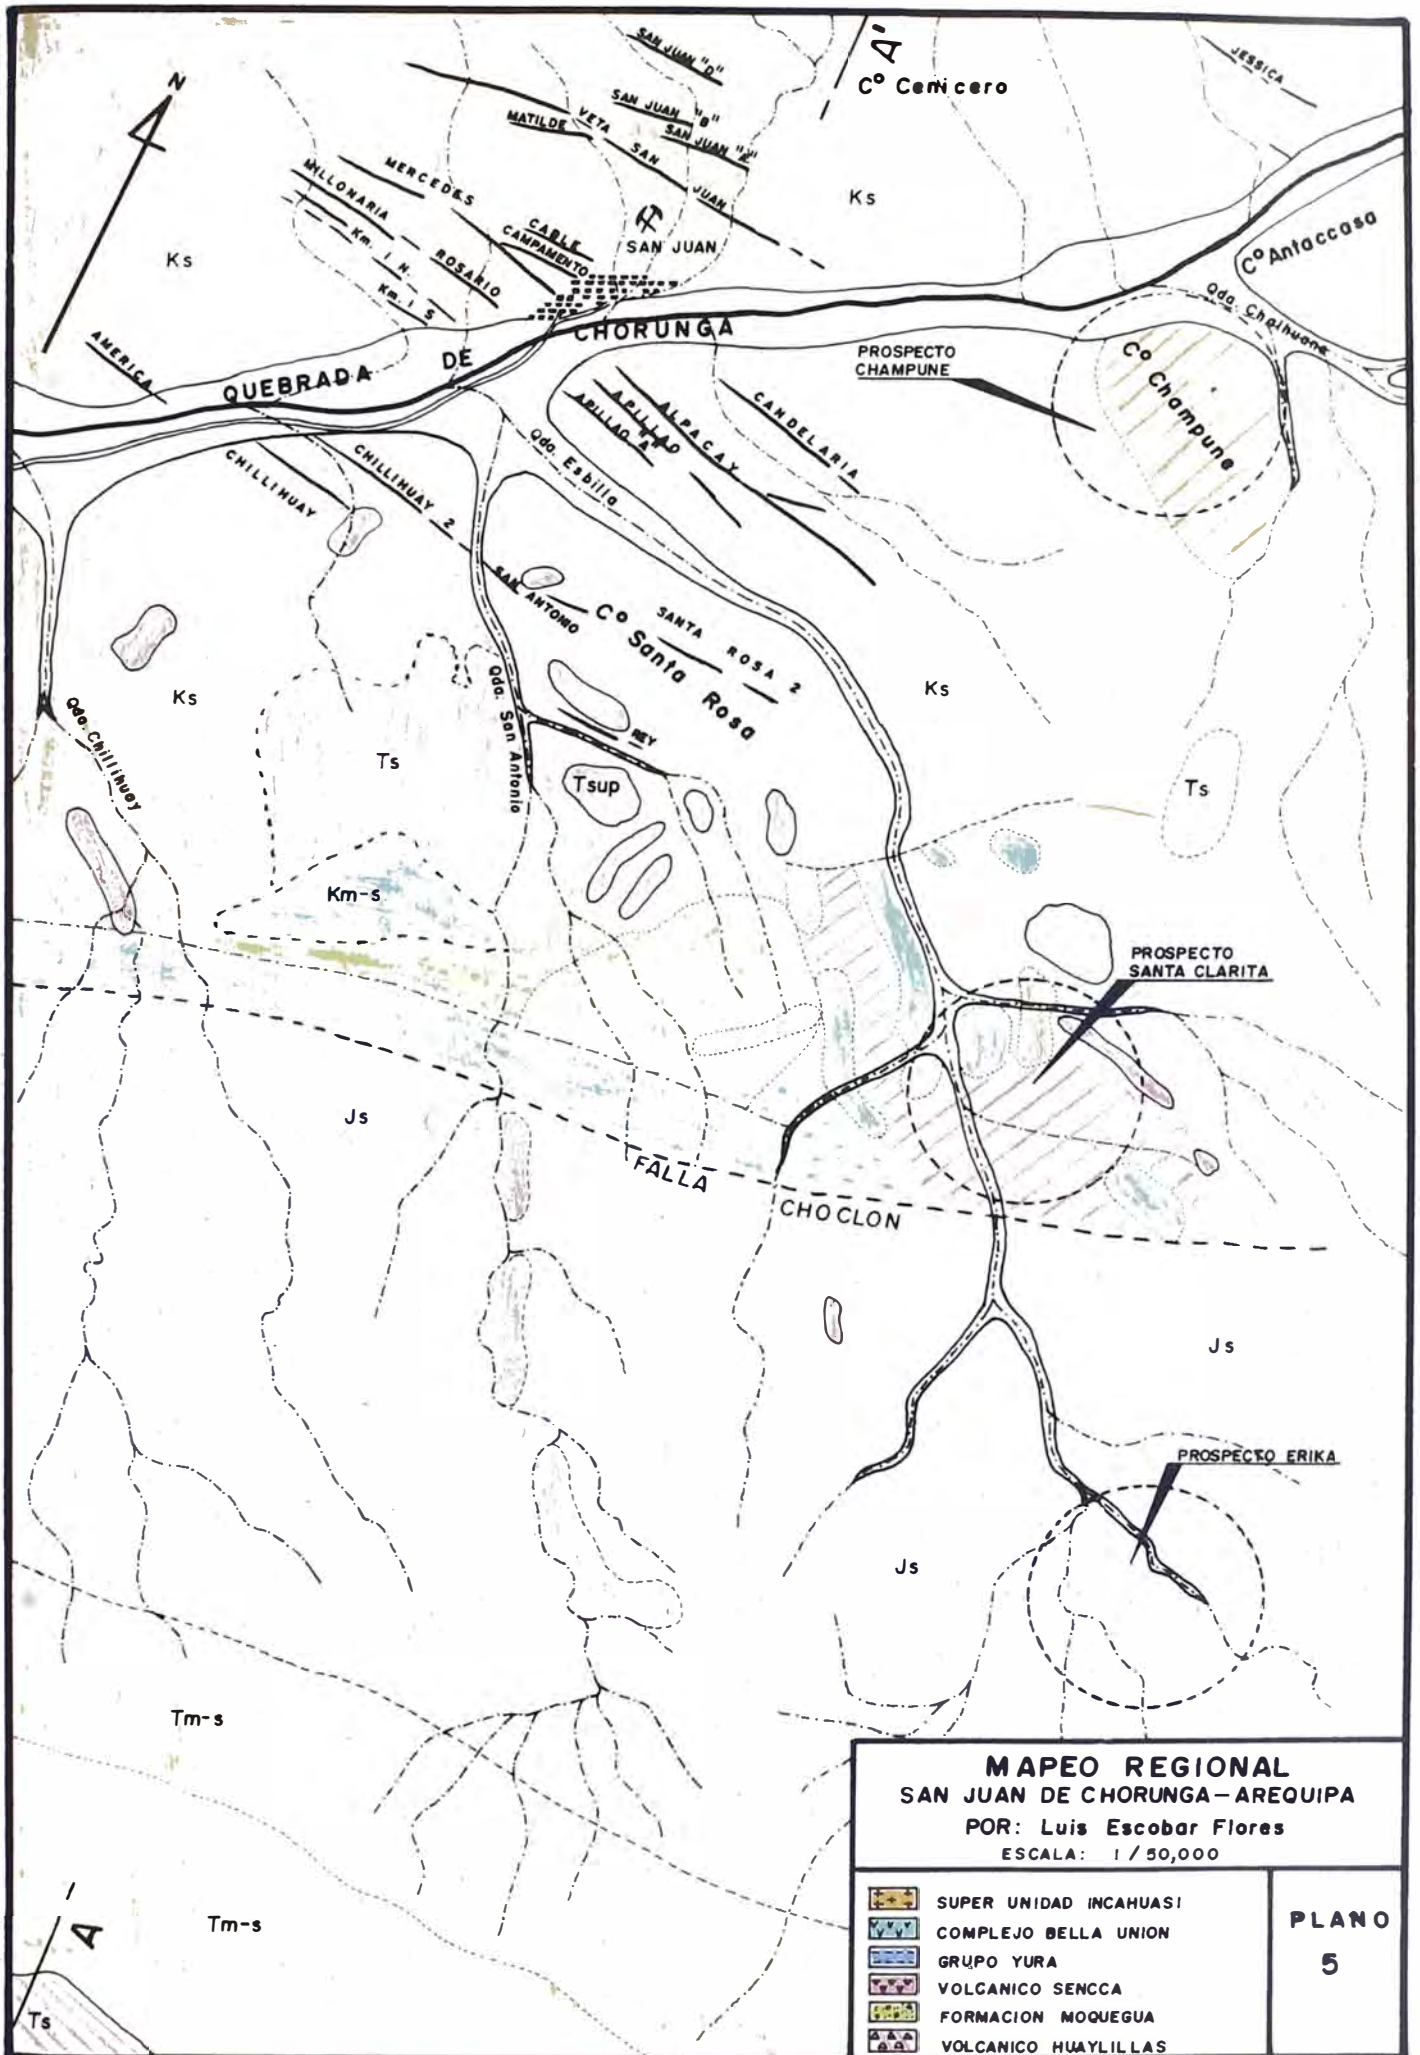 SAN JUAN "D"
A'
Cº Cenicero
JESSICA
N
SAN JUAN "B"
SAN JUAN "A"
MATILDE
VETA SAN JUAN
MERCEDES
MILLONARIA
Km. I N.
Km. I S
ROSARIO
CABLE
CAMPAMENTO
SAN JUAN
Ks
Ks
Cº Antaccasa
Qda. Chaihuana
AMERICA
QUEBRADA DE CHORUNGA
PROSPECTO
CHAMPUNE
Cº Champune
CHILLIHUAY
CHILLIHUAY 2
Qda. Esbilla
APILLAO "A"
APILLAO
ALPACAY
CANDELARIA
SAN ANTONIO
Cº Santa Rosa
SANTA ROSA 2
Ks
Ks
Qda. Chillihuay
Qda. San Antonio
REY
Ts
Tsup
Ts
Km-s
PROSPECTO
SANTA CLARITA
Js
FALLA CHOCLON
Js
PROSPECTO ERIKA
Js
Tm-s
Tm-s
A
Ts
MAPEO REGIONAL
SAN JUAN DE CHORUNGA-AREQUIPA
POR: Luis Escobar Flores
ESCALA: 1/50,000
SUPER UNIDAD INCAHUASI
COMPLEJO BELLA UNION
GRUPO YURA
VOLCANICO SENCCA
FORMACION MOQUEGUA
VOLCANICO HUAYLILLAS
PLANO
5